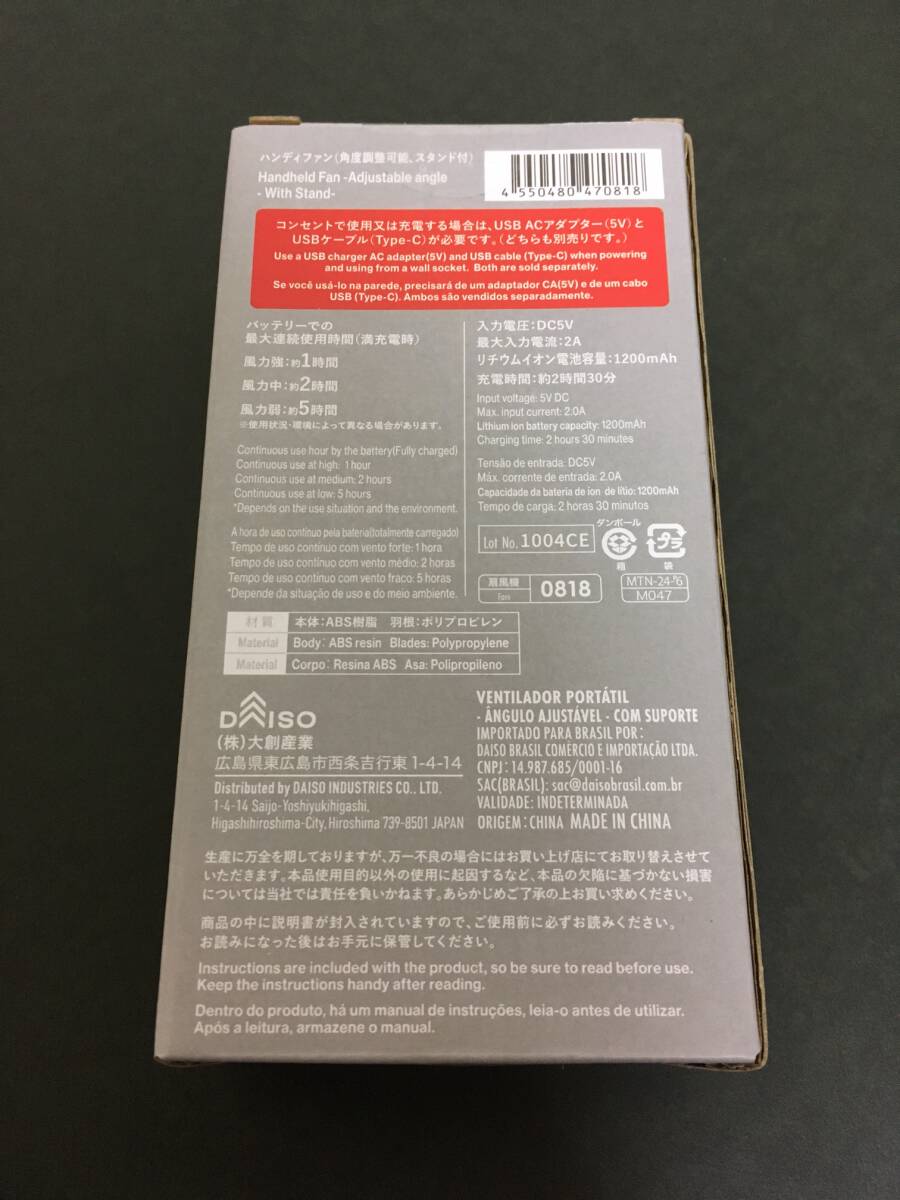 ハンディファン(角度調整可能、スタンド付)
Handheld Fan -Adjustable angle
- With Stand-
4 550480 470818
コンセントで使用又は充電する場合は、USB ACアダプター(5V)と
USBケーブル(Type-C)が必要です。(どちらも別売りです。)
Use a USB charger AC adapter(5V) and USB cable (Type-C) when powering
and using from a wall socket. Both are sold separately.
Se você usá-lo na parede, precisará de um adaptador CA(5V) e de um cabo
USB (Type-C). Ambos são vendidos separadamente.
バッテリーでの
最大連続使用時間(満充電時)
風力強:約1時間
風力中:約2時間
風力弱:約5時間
※使用状況・環境によって異なる場合があります。
Continuous use hour by the battery(Fully charged)
Continuous use at high: 1 hour
Continuous use at medium: 2 hours
Continuous use at low: 5 hours
*Depends on the use situation and the environment.
A hora de uso contínuo pela bateria(totalmente carregado)
Tempo de uso contínuo com vento forte: 1 hora
Tempo de uso contínuo com vento médio: 2 horas
Tempo de uso contínuo com vento fraco: 5 horas
*Depende da situação de uso e do meio ambiente.
入力電圧:DC5V
最大入力電流:2A
リチウムイオン電池容量:1200mAh
充電時間:約2時間30分
Input voltage: 5V DC
Max. input current: 2.0A
Lithium ion battery capacity: 1200mAh
Charging time: 2 hours 30 minutes
Tensão de entrada: DC5V
Máx. corrente de entrada: 2.0A
Capacidade da bateria de íon de lítio: 1200mAh
Tempo de carga: 2 horas 30 minutos
Lot No. 1004CE
ダンボール
箱
プラ
袋
扇風機
Fans
0818
MTN-24-%6
M047
材質 本体:ABS樹脂 羽根:ポリプロピレン
Material Body: ABS resin Blades: Polypropylene
Material Corpo: Resina ABS Asa: Polipropileno
DAISO
(株)大創産業
広島県東広島市西条吉行東1-4-14
Distributed by DAISO INDUSTRIES CO., LTD.
1-4-14 Saijo-Yoshiyukihigashi,
Higashihiroshima-City, Hiroshima 739-8501 JAPAN
VENTILADOR PORTÁTIL
- ÂNGULO AJUSTÁVEL - COM SUPORTE
IMPORTADO PARA BRASIL POR:
DAISO BRASIL COMÉRCIO E IMPORTAÇÃO LTDA.
CNPJ: 14.987.685/0001-16
SAC(BRASIL): sac@daisobrasil.com.br
VALIDADE: INDETERMINADA
ORIGEM: CHINA MADE IN CHINA
生産に万全を期しておりますが、万一不良の場合にはお買い上げ店にてお取り替えさせて
いただきます。本品使用目的以外の使用に起因するなど、本品の欠陥に基づかない損害
については当社では責任を負いかねます。あらかじめご了承の上お買い求めください。
商品の中に説明書が封入されていますので、ご使用前に必ずお読みください。
お読みになった後はお手元に保管してください。
Instructions are included with the product, so be sure to read before use.
Keep the instructions handy after reading.
Dentro do produto, há um manual de instruções, leia-o antes de utilizar.
Após a leitura, armazene o manual.